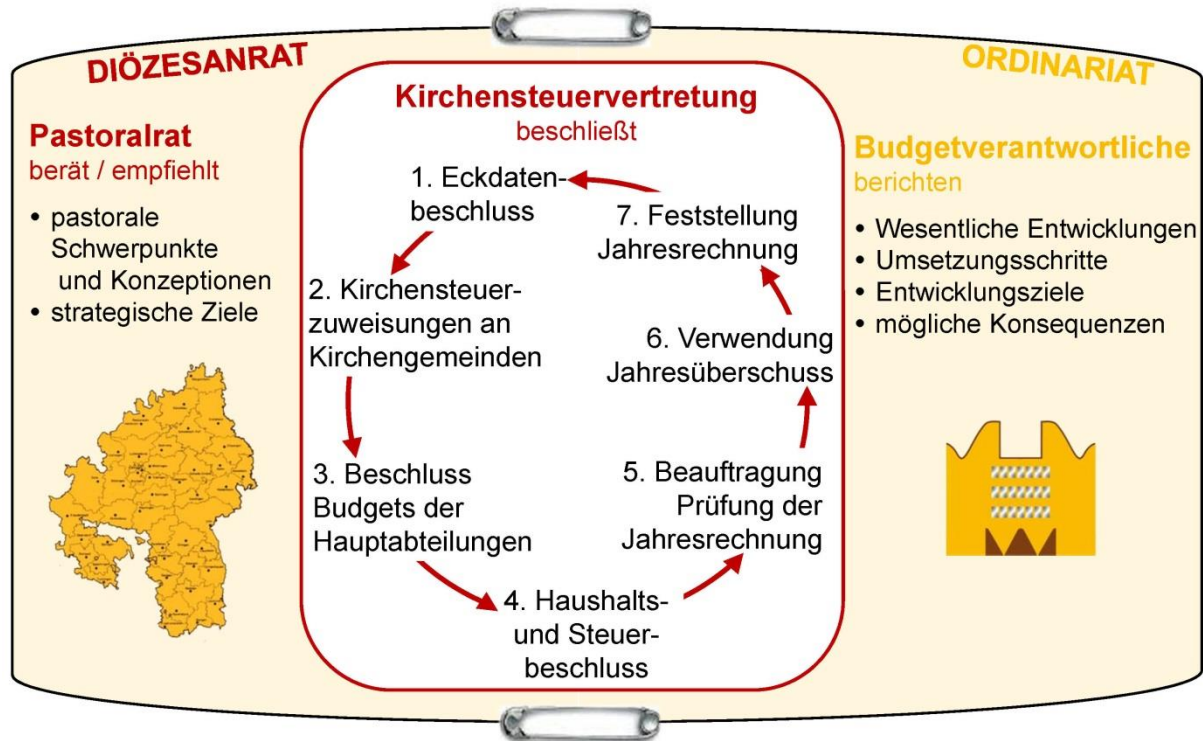 DIÖZESANRAT
ORDINARIAT
Pastoralrat
berät / empfiehlt
• pastorale
Schwerpunkte
und Konzeptionen
• strategische Ziele
Kirchensteuervertretung
beschließt
1. Eckdaten-
beschluss
2. Kirchensteuer-
zuweisungen an
Kirchengemeinden
3. Beschluss
Budgets der
Hauptabteilungen
4. Haushalts-
und Steuer-
beschluss
5. Beauftragung
Prüfung der
Jahresrechnung
6. Verwendung
Jahresüberschuss
7. Feststellung
Jahresrechnung
Budgetverantwortliche
berichten
• Wesentliche Entwicklungen
• Umsetzungsschritte
• Entwicklungsziele
• mögliche Konsequenzen